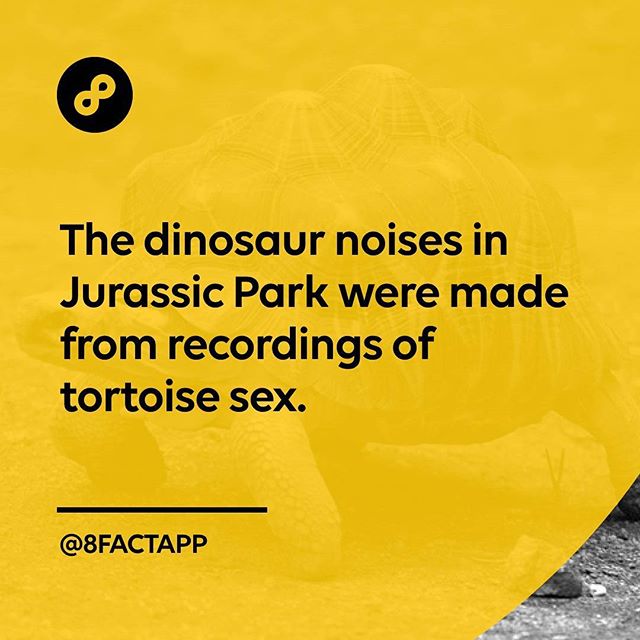 The dinosaur noises in
Jurassic Park were made
from recordings of
tortoise sex.
@8FACTAPP